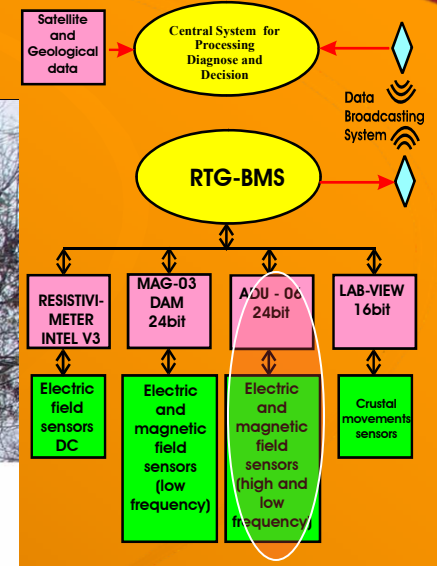 Satellite
and
Geological
data
Central System for
Processing
Diagnose and
Decision
Data
Broadcasting
System
RTG-BMS
RESISTIVI-
METER
INTEL V3
MAG-03
DAM
24bit
ADU - 06
24bit
LAB-VIEW
16bit
Electric
field
sensors
DC
Electric
and
magnetic
field
sensors
(low
frequency)
Electric
and
magnetic
field
sensors
(high and
low
frequency)
Crustal
movements
sensors